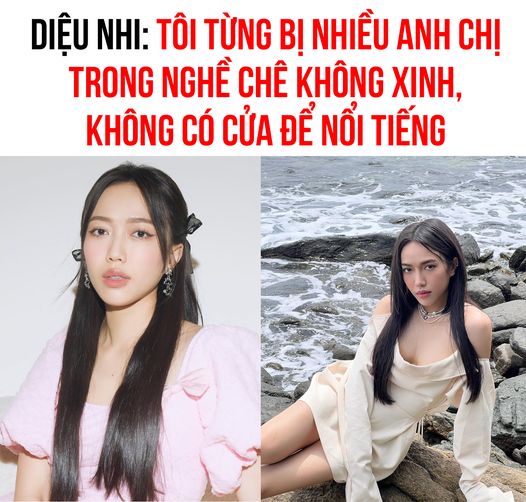 DIỆU NHI: TÔI TỪNG BỊ NHIỀU ANH CHỊ
TRONG NGHỀ CHÊ KHÔNG XINH,
KHÔNG CÓ CỬA ĐỂ NỔI TIẾNG